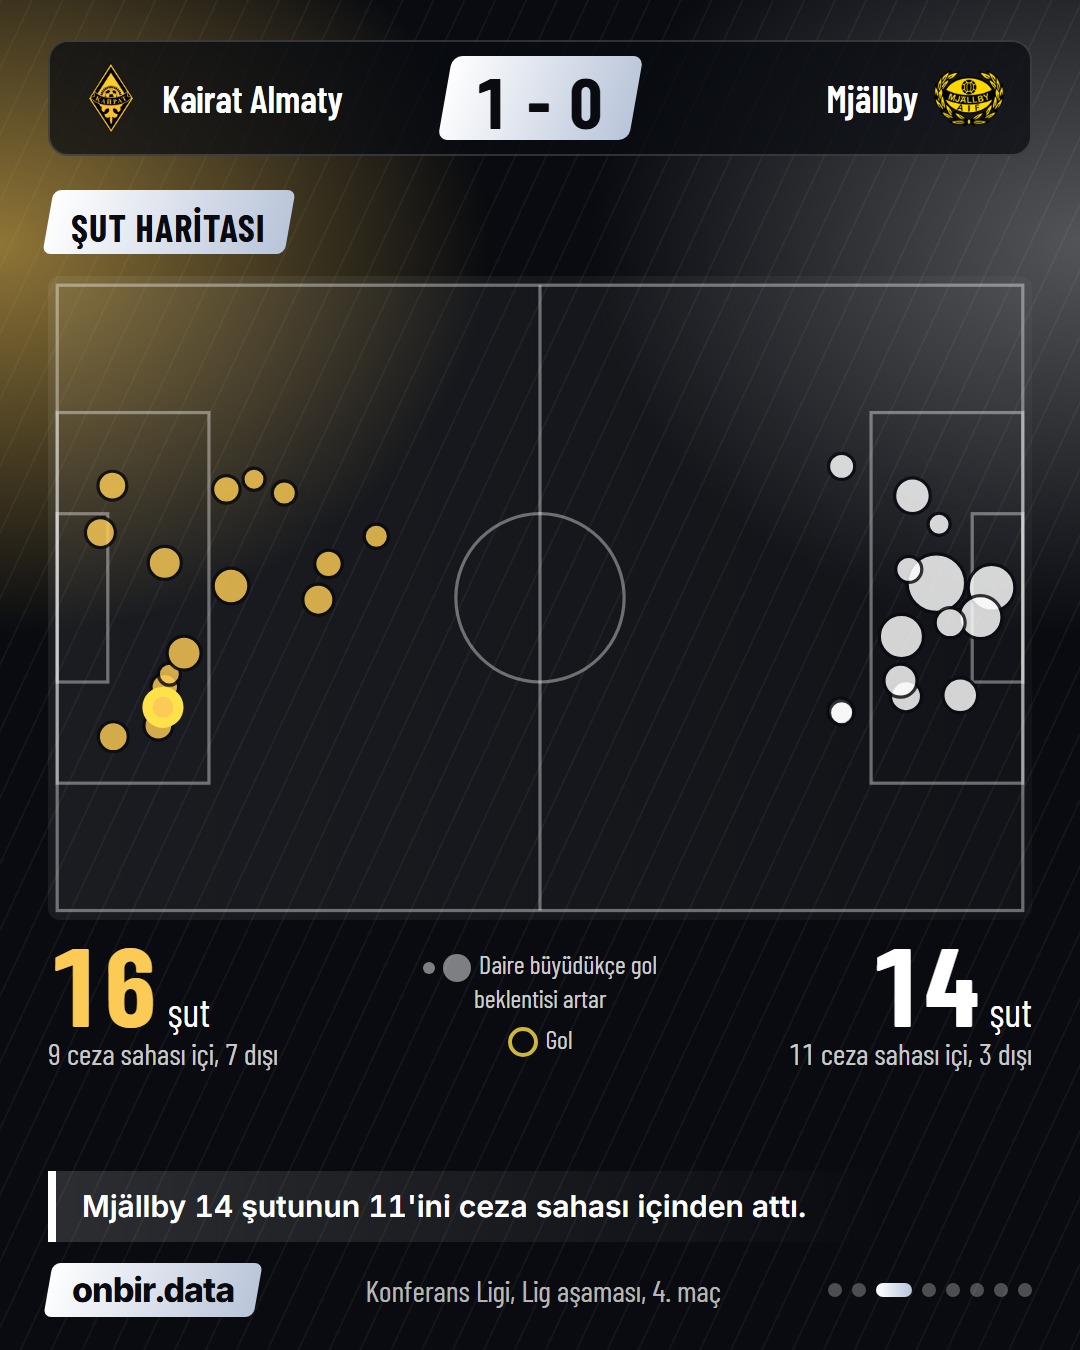 Kairat Almaty
1 - 0
Mjällby
КАЙРАТ
MJÄLLBY
A I F
ŞUT HARİTASI
16 şut
9 ceza sahası içi, 7 dışı
Daire büyüdükçe gol
beklentisi artar
Gol
14 şut
11 ceza sahası içi, 3 dışı
Mjällby 14 şutunun 11'ini ceza sahası içinden attı.
onbir.data
Konferans Ligi, Lig aşaması, 4. maç